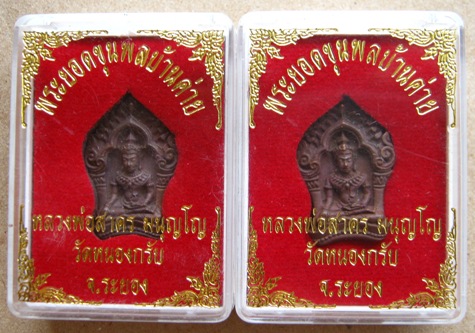 พระยอดขุนพลบ้านค่าย
หลวงพ่อสาคร มนุญโญ
วัดหนองกรับ
จ.ระยอง
พระยอดขุนพลบ้านค่าย
หลวงพ่อสาคร มนุญโญ
วัดหนองกรับ
จ.ระยอง